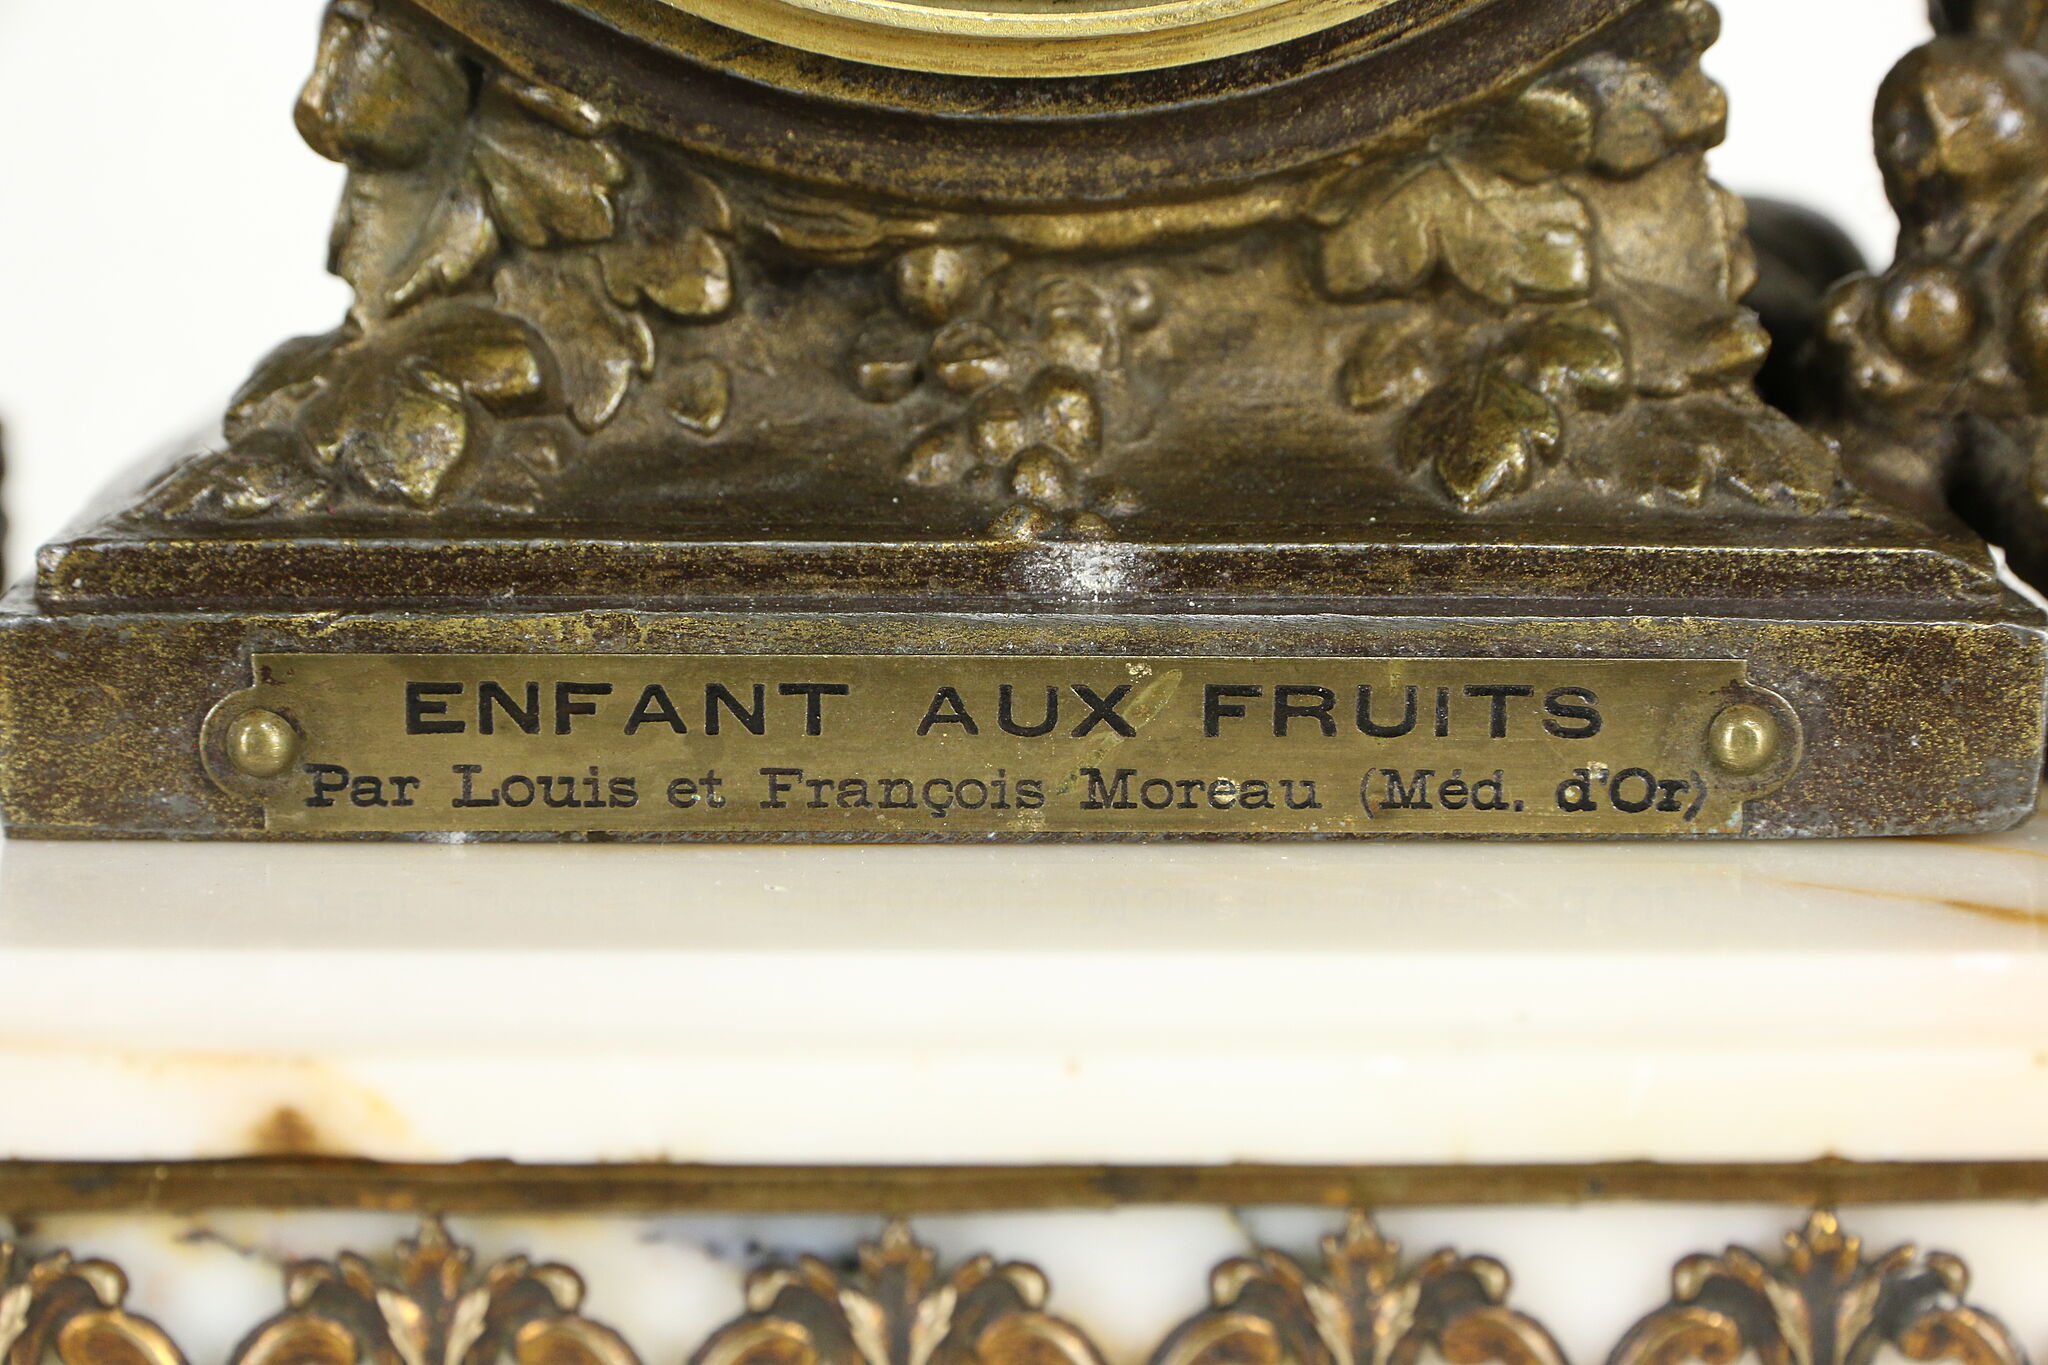 ENFANT AUX FRUITS
Par Louis et François Moreau (Méd. d'Or)